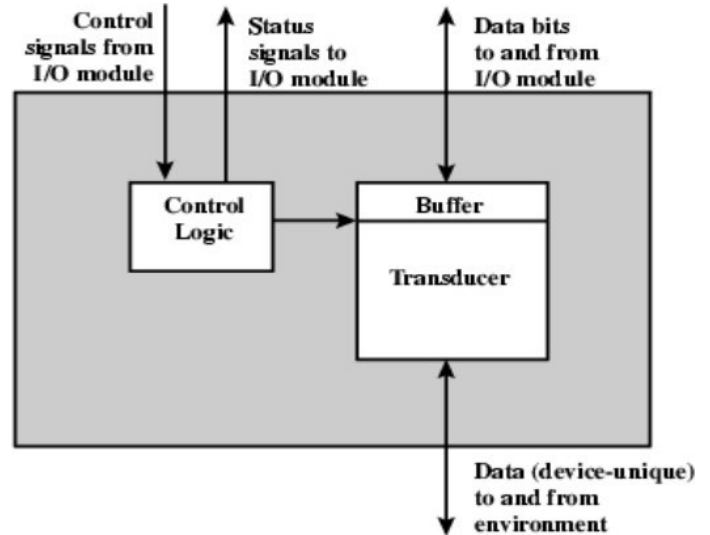 Control
signals from
I/O module
Status
signals to
I/O module
Data bits
to and from
I/O module
Control
Logic
Buffer
Transducer
Data (device-unique)
to and from
environment